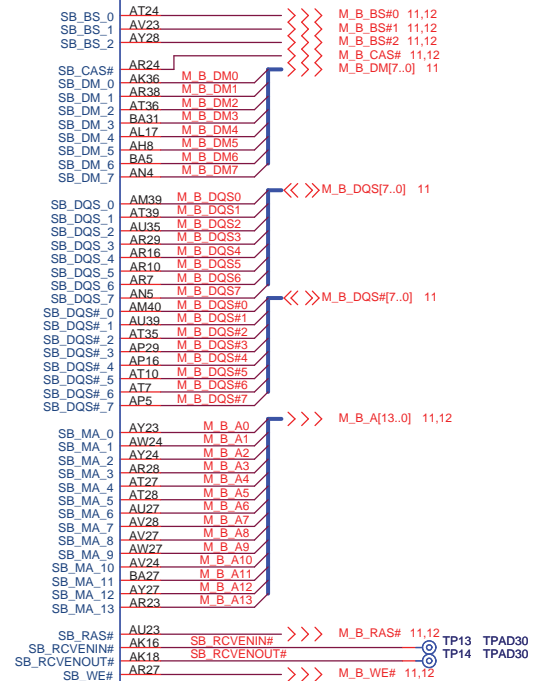 SB_BS_0 AT24 M_B_BS#0 11,12
SB_BS_1 AV23 M_B_BS#1 11,12
SB_BS_2 AY28 M_B_BS#2 11,12
M_B_CAS# 11,12
SB_CAS# AR24 M_B_DM[7..0] 11
SB_DM_0 AK36 M_B_DM0
SB_DM_1 AR38 M_B_DM1
SB_DM_2 AT36 M_B_DM2
SB_DM_3 BA31 M_B_DM3
SB_DM_4 AL17 M_B_DM4
SB_DM_5 AH8 M_B_DM5
SB_DM_6 BA5 M_B_DM6
SB_DM_7 AN4 M_B_DM7
M_B_DQS[7..0] 11
SB_DQS_0 AM39 M_B_DQS0
SB_DQS_1 AT39 M_B_DQS1
SB_DQS_2 AU35 M_B_DQS2
SB_DQS_3 AR29 M_B_DQS3
SB_DQS_4 AR16 M_B_DQS4
SB_DQS_5 AR10 M_B_DQS5
SB_DQS_6 AR7 M_B_DQS6
SB_DQS_7 AN5 M_B_DQS7
M_B_DQS#[7..0] 11
SB_DQS#_0 AM40 M_B_DQS#0
SB_DQS#_1 AU39 M_B_DQS#1
SB_DQS#_2 AT35 M_B_DQS#2
SB_DQS#_3 AP29 M_B_DQS#3
SB_DQS#_4 AP16 M_B_DQS#4
SB_DQS#_5 AT10 M_B_DQS#5
SB_DQS#_6 AT7 M_B_DQS#6
SB_DQS#_7 AP5 M_B_DQS#7
M_B_A[13..0] 11,12
SB_MA_0 AY23 M_B_A0
SB_MA_1 AW24 M_B_A1
SB_MA_2 AY24 M_B_A2
SB_MA_3 AR28 M_B_A3
SB_MA_4 AT27 M_B_A4
SB_MA_5 AT28 M_B_A5
SB_MA_6 AU27 M_B_A6
SB_MA_7 AV28 M_B_A7
SB_MA_8 AV27 M_B_A8
SB_MA_9 AW27 M_B_A9
SB_MA_10 AV24 M_B_A10
SB_MA_11 BA27 M_B_A11
SB_MA_12 AY27 M_B_A12
SB_MA_13 AR23 M_B_A13
SB_RAS# AU23 M_B_RAS# 11,12
SB_RCVENIN# AK16 SB_RCVENIN# TP13 TPAD30
SB_RCVENOUT# AK18 SB_RCVENOUT# TP14 TPAD30
SB_WE# AR27 M_B_WE# 11,12